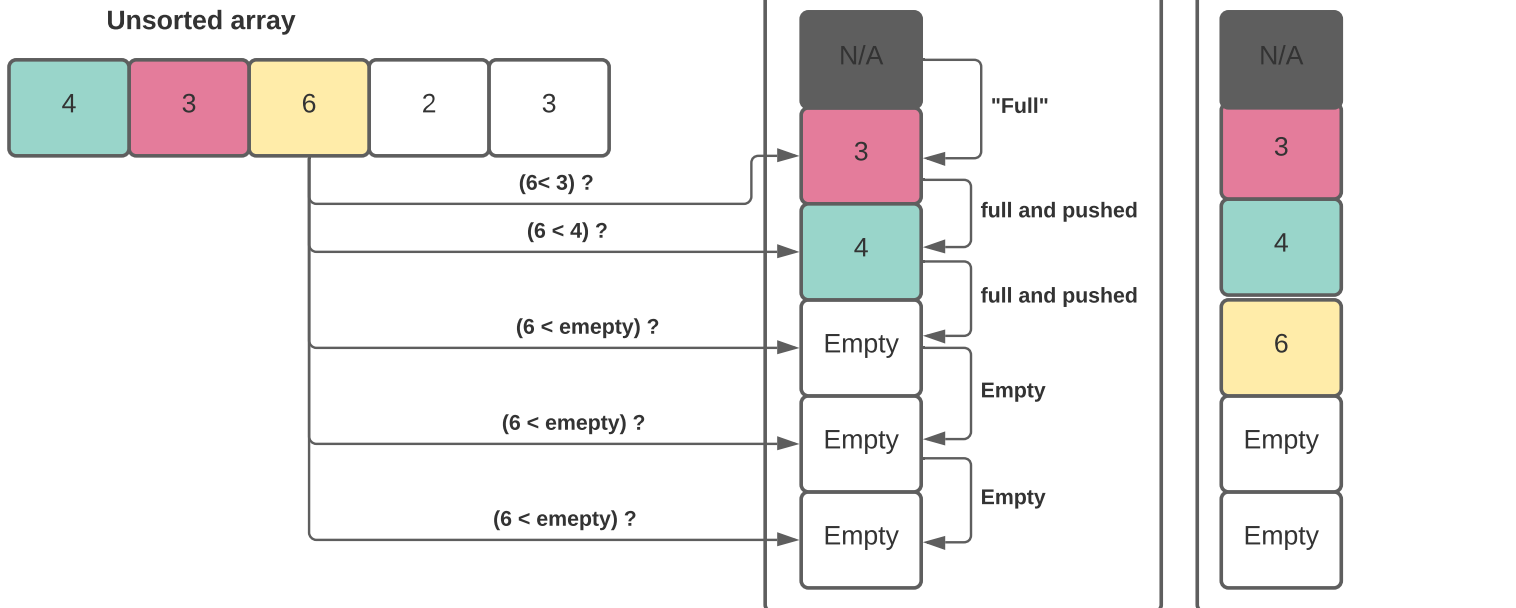 Unsorted array
4 3 6 2 3
(6< 3) ?
(6 < 4) ?
(6 < emepty) ?
(6 < emepty) ?
(6 < emepty) ?
N/A
3
4
Empty
Empty
Empty
"Full"
full and pushed
full and pushed
Empty
Empty
N/A
3
4
6
Empty
Empty